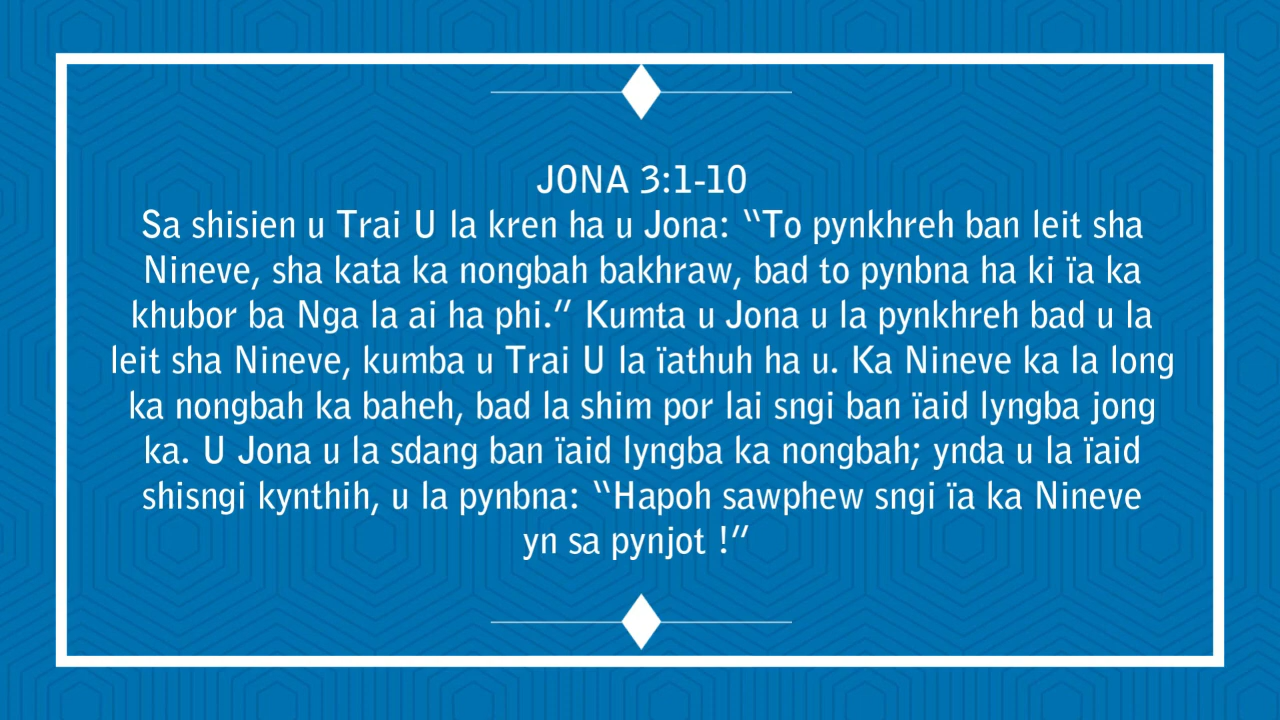 JONA 3:1-10
Sa shisien u Trai U la kren ha u Jona: “To pynkhreh ban leit sha
Nineve, sha kata ka nongbah bakhraw, bad to pynbna ha ki ïa ka
khubor ba Nga la ai ha phi.” Kumta u Jona u la pynkhreh bad u la
leit sha Nineve, kumba u Trai U la ïathuh ha u. Ka Nineve ka la long
ka nongbah ka baheh, bad la shim por lai sngi ban ïaid lyngba jong
ka. U Jona u la sdang ban ïaid lyngba ka nongbah; ynda u la ïaid
shisngi kynthih, u la pynbna: “Hapoh sawphew sngi ïa ka Nineve
yn sa pynjot !”